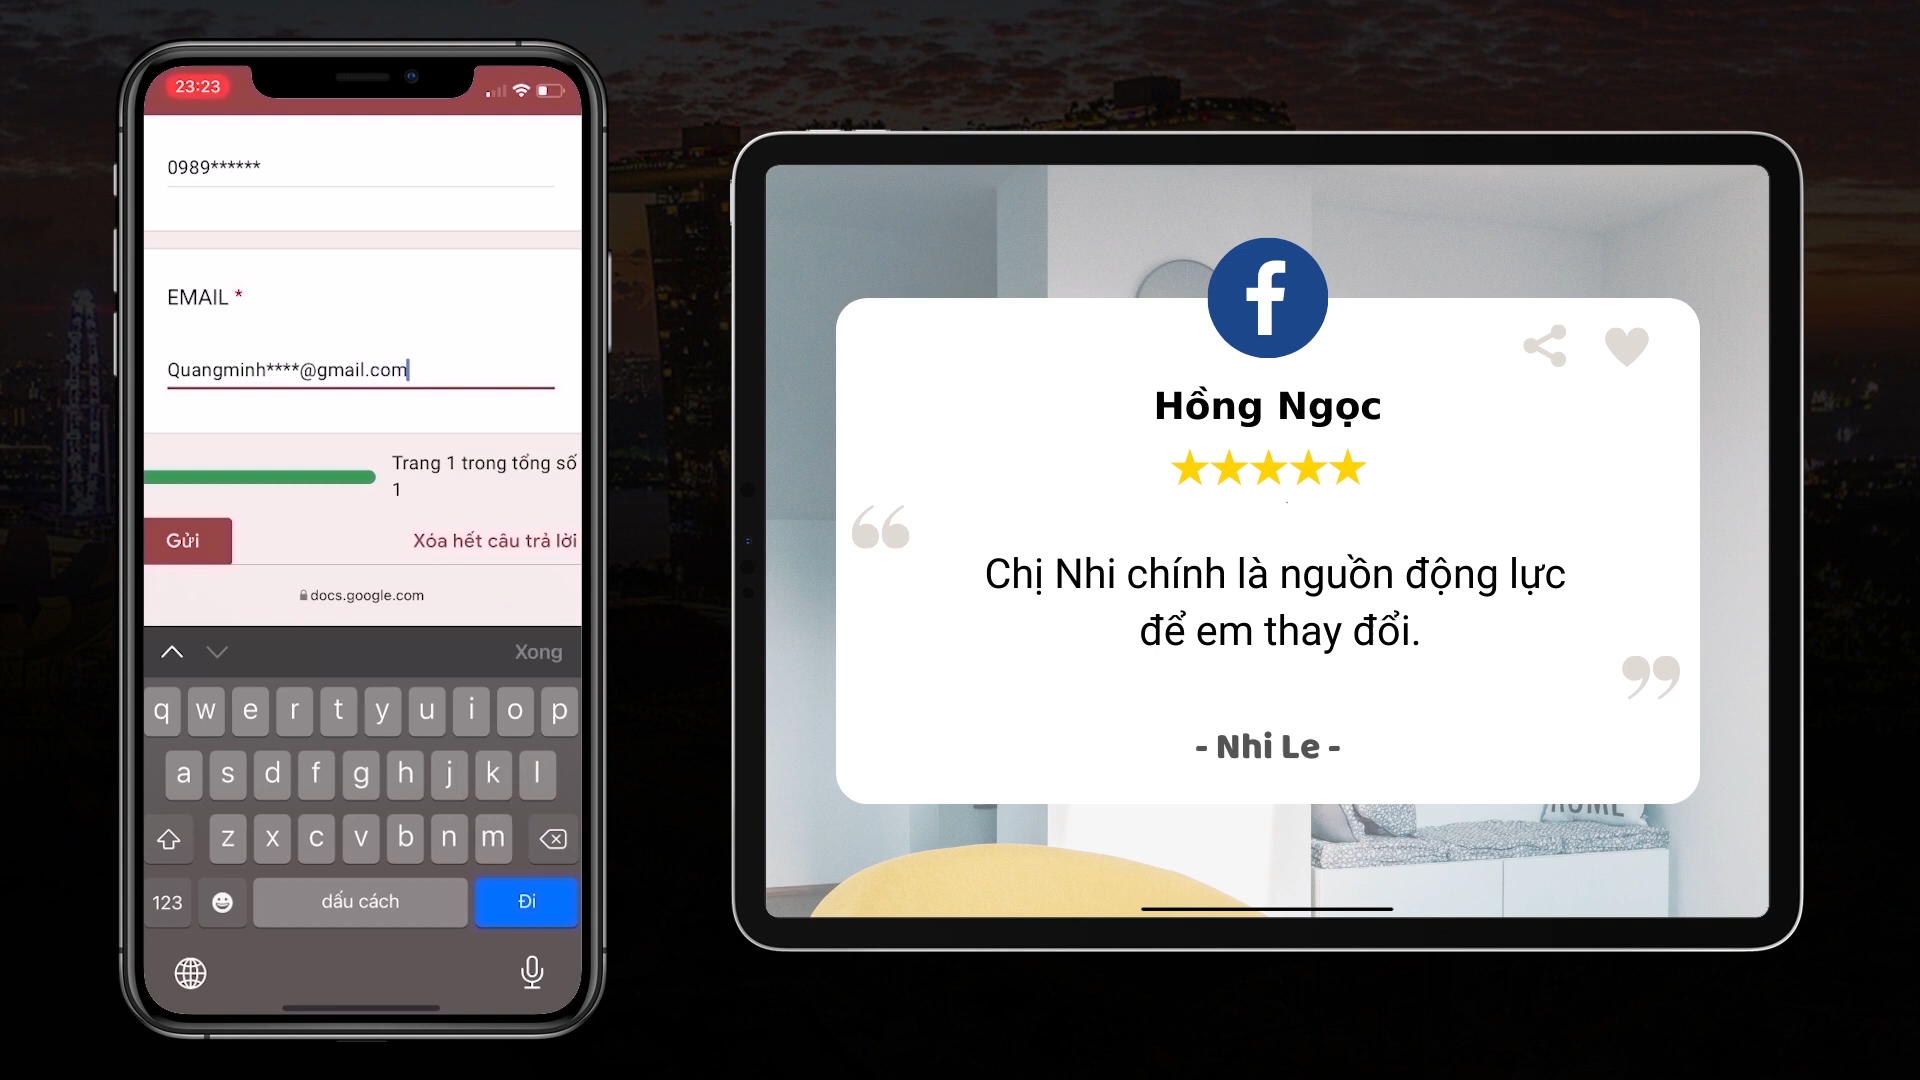 23:23
0989******
EMAIL *
Quangminh****@gmail.com
Trang 1 trong tổng số
1
Gửi
Xóa hết câu trả lời
docs.google.com
Xong
q w e r t y u i o p
a s d f g h j k l
z x c v b n m
123
dấu cách
Đi
f
Hồng Ngọc
“
Chị Nhi chính là nguồn động lực
để em thay đổi.
”
- Nhi Le -
HOME